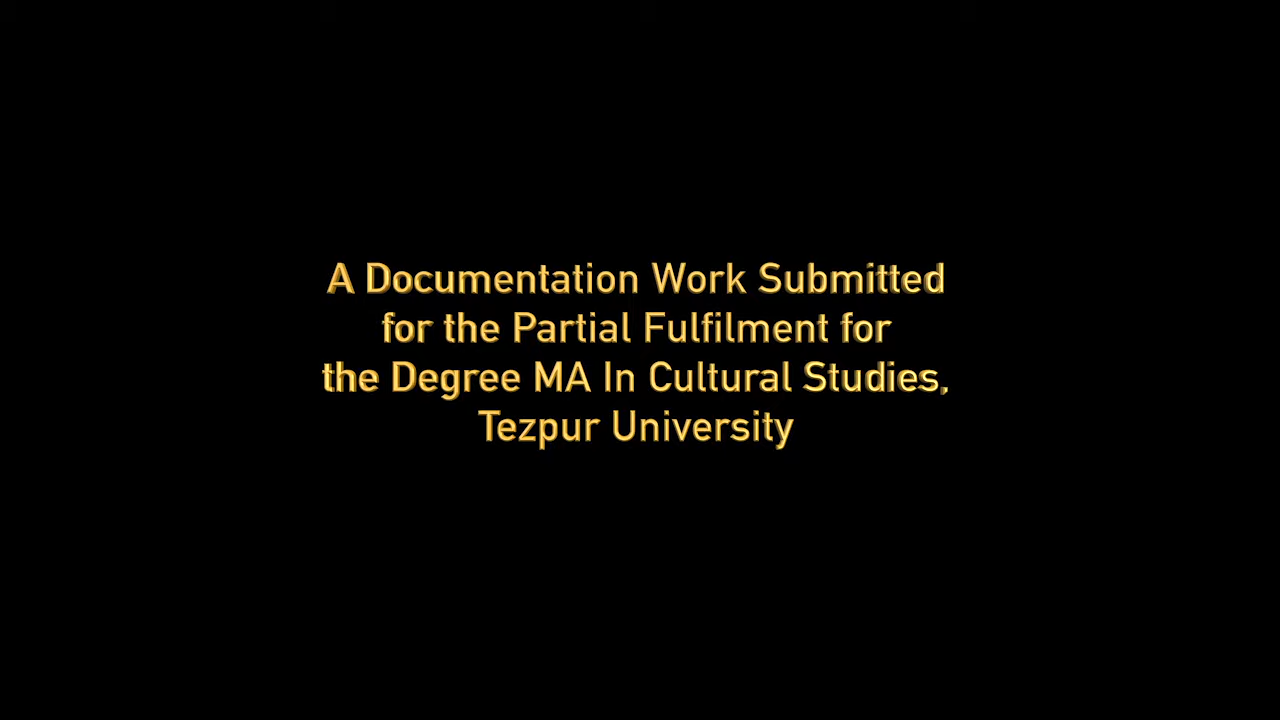 A Documentation Work Submitted
for the Partial Fulfilment for
the Degree MA In Cultural Studies,
Tezpur University